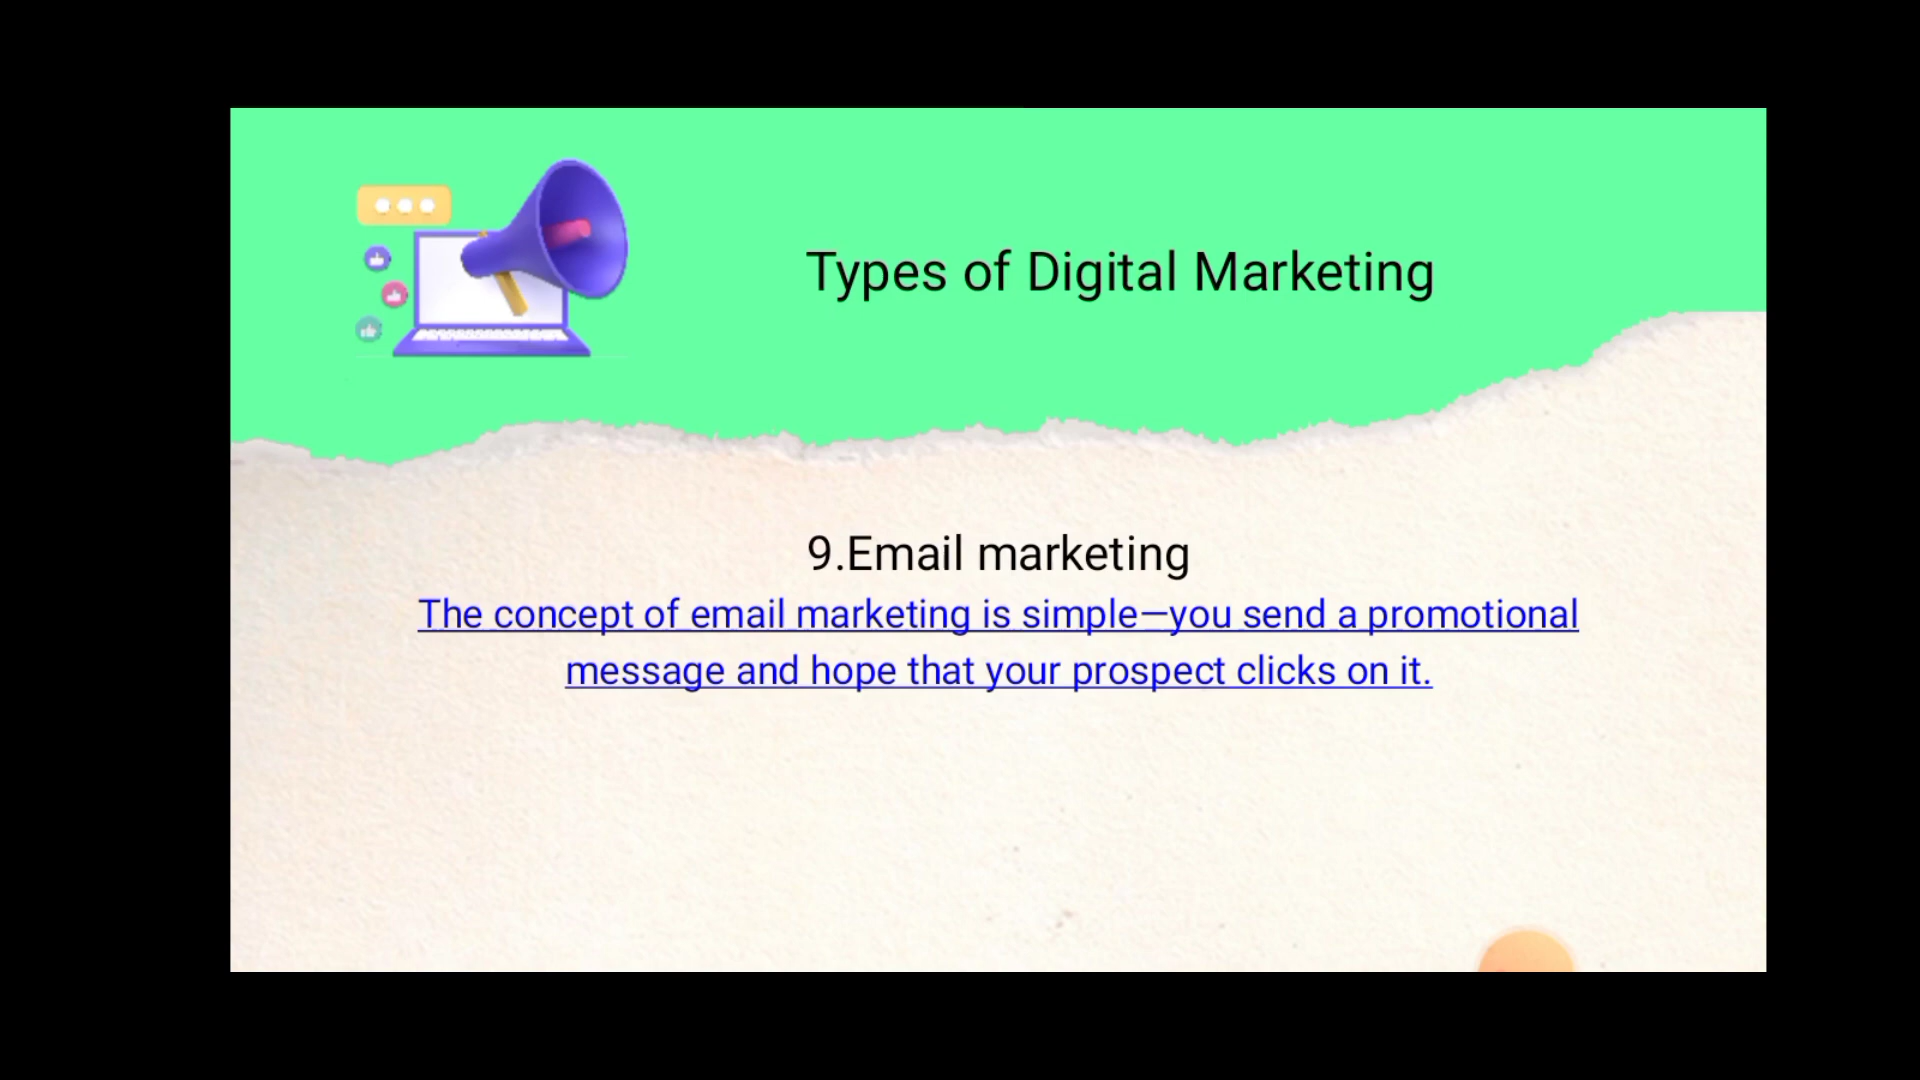 Types of Digital Marketing
9.Email marketing
The concept of email marketing is simple—you send a promotional
message and hope that your prospect clicks on it.